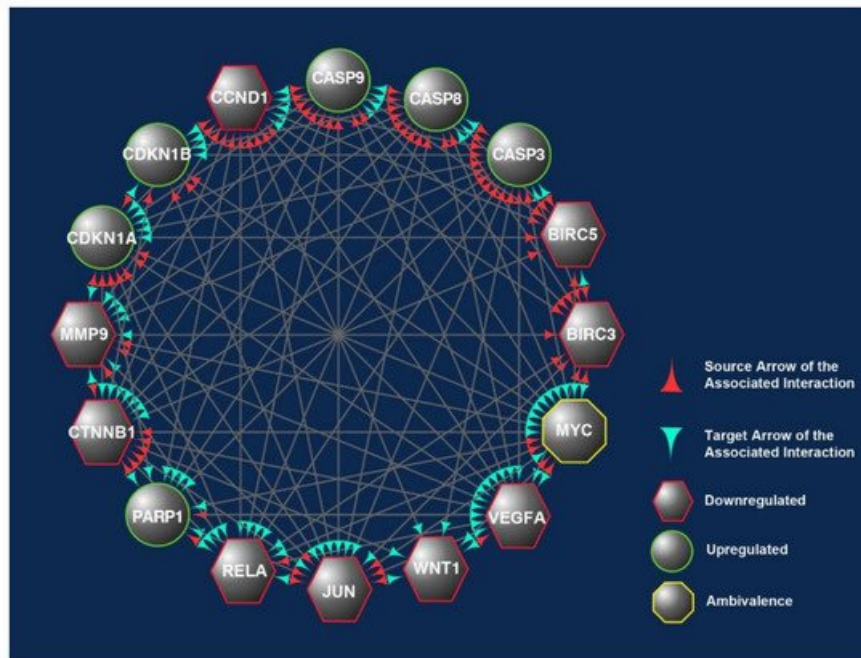 CASP9
CCND1
CASP8
CDKN1B
CASP3
CDKN1A
BIRC5
MMP9
BIRC3
Source Arrow of the
Associated Interaction
CTNNB1
MYC
Target Arrow of the
Associated Interaction
Downregulated
PARP1
VEGFA
Upregulated
RELA
WNT1
JUN
Ambivalence